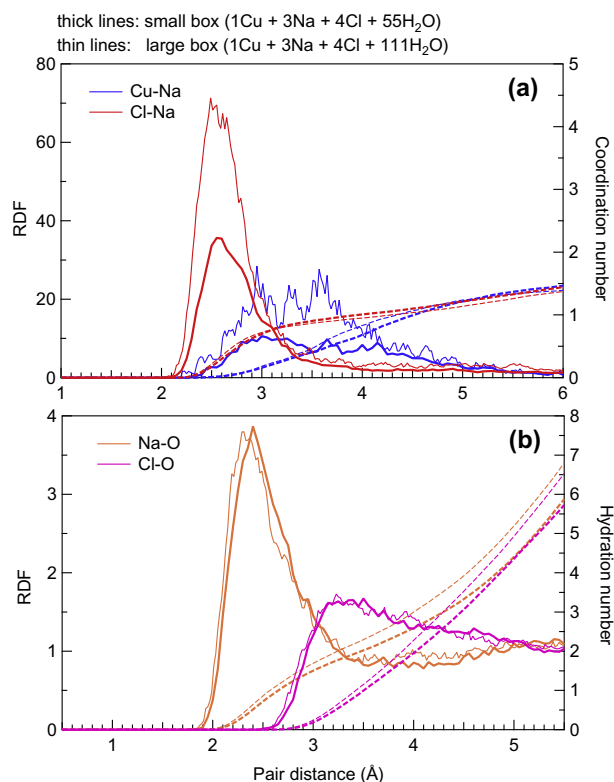 thick lines: small box (1Cu + 3Na + 4Cl + 55H₂O)
thin lines: large box (1Cu + 3Na + 4Cl + 111H₂O)
80 5
Cu-Na (a)
Cl-Na
4
60
3
RDF 40 Coordination number
2
20
1
0 0
1 2 3 4 5 6
4 8
Na-O (b)
Cl-O
7
3 6
5
RDF 2 4 Hydration number
3
1 2
1
0 0
1 2 3 4 5
Pair distance (Å)